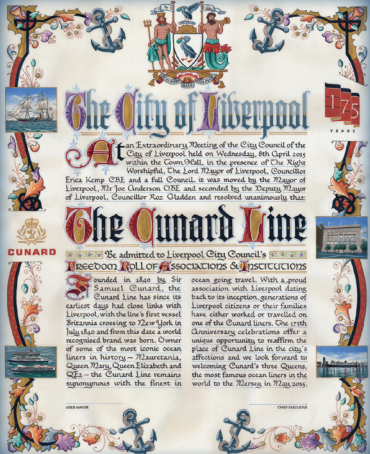 The City of Liverpool
175
YEARS
At an Extraordinary Meeting of the City Council of the
City of Liverpool held on Wednesday, 8th April 2015
within the Town Hall, in the presence of The Right
Worshipful, The Lord Mayor of Liverpool, Councillor
Erica Kemp CBE and a full Council, it was moved by the Mayor of
Liverpool, Mr Joe Anderson OBE and seconded by the Deputy Mayor
of Liverpool, Councillor Roz Gladden and resolved unanimously that:
The Cunard Line
CUNARD
Be admitted to Liverpool City Council's
Freedom Roll of Associations & Institutions
Founded in 1840 by Sir
Samuel Cunard, the
Cunard Line has since its
earliest days had close links with
Liverpool, with the line's first vessel
Britannia crossing to New York in
July 1840 and from this date a world
recognised brand was born. Owner
of some of the most iconic ocean
liners in history – Mauretania,
Queen Mary, Queen Elizabeth and
QE2 – the Cunard Line remains
synonymous with the finest in
ocean going travel. With a proud
association with Liverpool dating
back to its inception, generations of
Liverpool citizens or their families
have either worked or travelled on
one of the Cunard liners. The 175th
Anniversary celebrations offer a
unique opportunity to reaffirm the
place of Cunard Line in the city's
affections and we look forward to
welcoming Cunard's three Queens,
the most famous ocean liners in the
world to the Mersey in May 2015.
LORD MAYOR
CHIEF EXECUTIVE